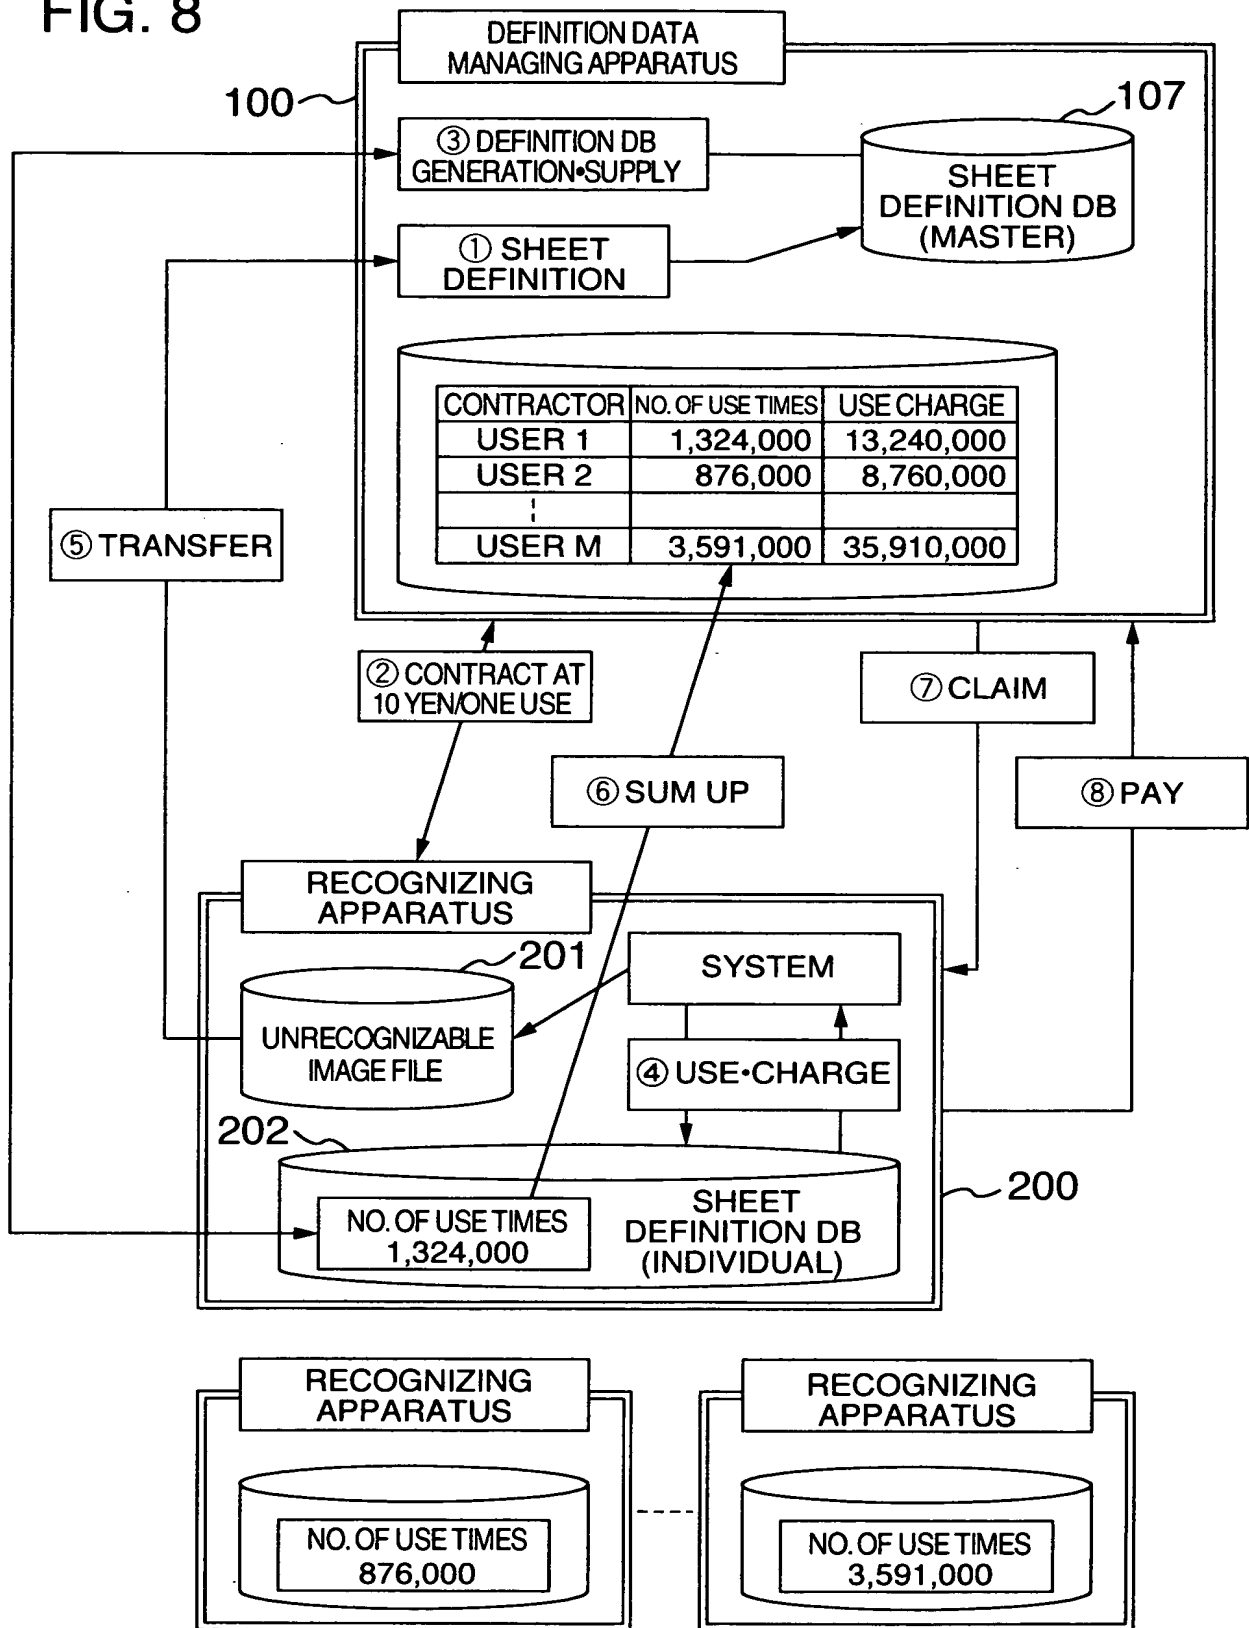 FIG. 8
DEFINITION DATA
MANAGING APPARATUS
100
107
③ DEFINITION DB
GENERATION•SUPPLY
SHEET
DEFINITION DB
(MASTER)
① SHEET
DEFINITION
CONTRACTOR NO. OF USE TIMES USE CHARGE
USER 1 1,324,000 13,240,000
USER 2 876,000 8,760,000
USER M 3,591,000 35,910,000
⑤ TRANSFER
② CONTRACT AT
10 YEN/ONE USE
⑦ CLAIM
⑥ SUM UP
⑧ PAY
RECOGNIZING
APPARATUS
201
SYSTEM
UNRECOGNIZABLE
IMAGE FILE
④ USE•CHARGE
202
200
NO. OF USE TIMES
1,324,000
SHEET
DEFINITION DB
(INDIVIDUAL)
RECOGNIZING
APPARATUS
NO. OF USE TIMES
876,000
RECOGNIZING
APPARATUS
NO. OF USE TIMES
3,591,000